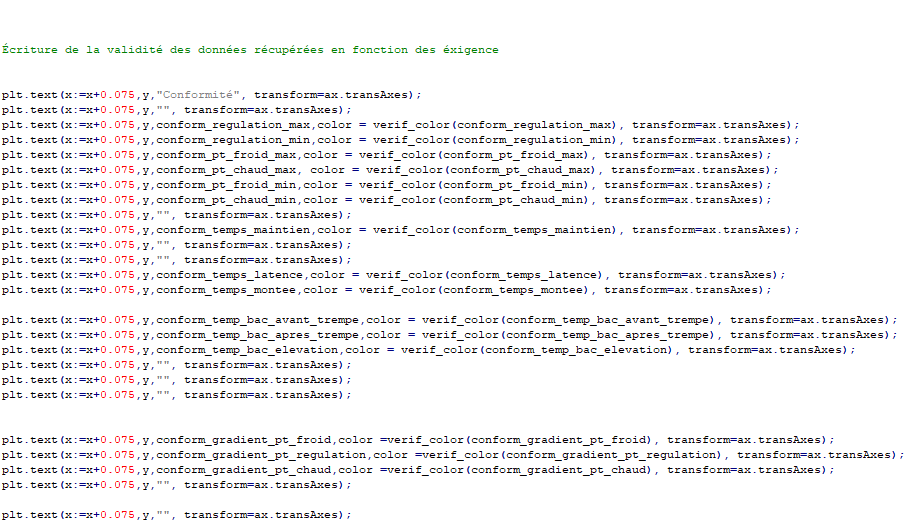 Écriture de la validité des données récupérées en fonction des éxigence
plt.text(x:=x+0.075,y,"Conformité", transform=ax.transAxes);
plt.text(x:=x+0.075,y,"", transform=ax.transAxes);
plt.text(x:=x+0.075,y,conform_regulation_max,color = verif_color(conform_regulation_max), transform=ax.transAxes);
plt.text(x:=x+0.075,y,conform_regulation_min,color = verif_color(conform_regulation_min), transform=ax.transAxes);
plt.text(x:=x+0.075,y,conform_pt_froid_max,color = verif_color(conform_pt_froid_max), transform=ax.transAxes);
plt.text(x:=x+0.075,y,conform_pt_chaud_max, color = verif_color(conform_pt_chaud_max), transform=ax.transAxes);
plt.text(x:=x+0.075,y,conform_pt_froid_min,color = verif_color(conform_pt_froid_min), transform=ax.transAxes);
plt.text(x:=x+0.075,y,conform_pt_chaud_min,color = verif_color(conform_pt_chaud_min), transform=ax.transAxes);
plt.text(x:=x+0.075,y,"", transform=ax.transAxes);
plt.text(x:=x+0.075,y,conform_temps_maintien,color = verif_color(conform_temps_maintien), transform=ax.transAxes);
plt.text(x:=x+0.075,y,"", transform=ax.transAxes);
plt.text(x:=x+0.075,y,"", transform=ax.transAxes);
plt.text(x:=x+0.075,y,conform_temps_latence,color = verif_color(conform_temps_latence), transform=ax.transAxes);
plt.text(x:=x+0.075,y,conform_temps_montee,color = verif_color(conform_temps_montee), transform=ax.transAxes);
plt.text(x:=x+0.075,y,conform_temp_bac_avant_trempe,color = verif_color(conform_temp_bac_avant_trempe), transform=ax.transAxes);
plt.text(x:=x+0.075,y,conform_temp_bac_apres_trempe,color = verif_color(conform_temp_bac_apres_trempe), transform=ax.transAxes);
plt.text(x:=x+0.075,y,conform_temp_bac_elevation,color = verif_color(conform_temp_bac_elevation), transform=ax.transAxes);
plt.text(x:=x+0.075,y,"", transform=ax.transAxes);
plt.text(x:=x+0.075,y,"", transform=ax.transAxes);
plt.text(x:=x+0.075,y,"", transform=ax.transAxes);
plt.text(x:=x+0.075,y,conform_gradient_pt_froid,color =verif_color(conform_gradient_pt_froid), transform=ax.transAxes);
plt.text(x:=x+0.075,y,conform_gradient_pt_regulation,color =verif_color(conform_gradient_pt_regulation), transform=ax.transAxes);
plt.text(x:=x+0.075,y,conform_gradient_pt_chaud,color =verif_color(conform_gradient_pt_chaud), transform=ax.transAxes);
plt.text(x:=x+0.075,y,"", transform=ax.transAxes);
plt.text(x:=x+0.075,y,"", transform=ax.transAxes);